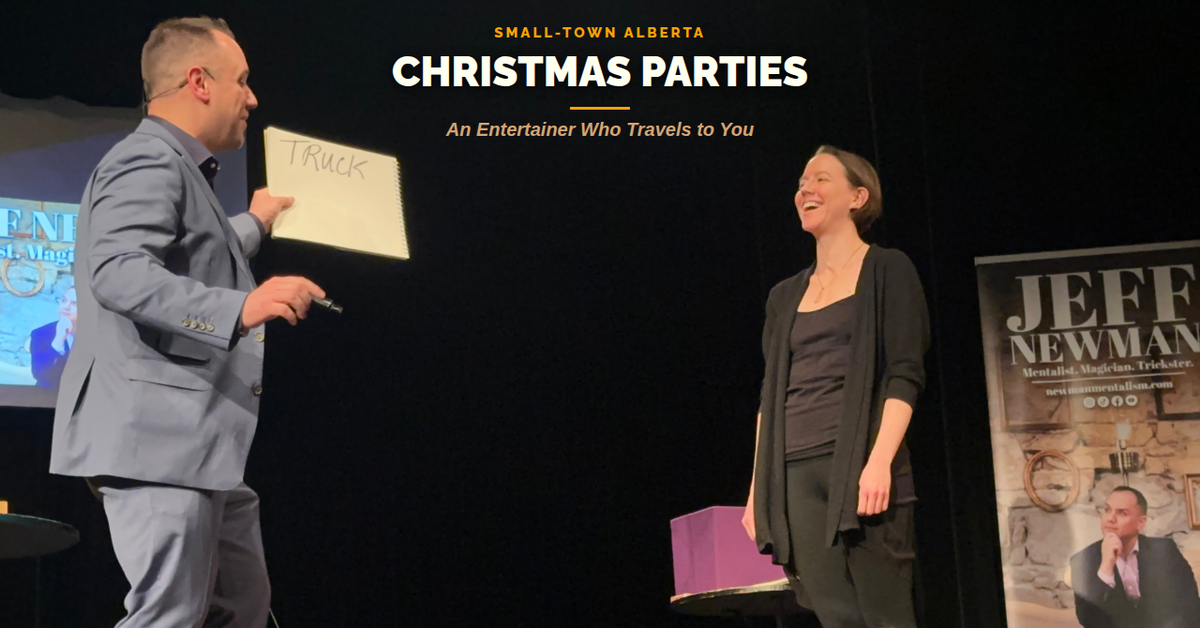 SMALL-TOWN ALBERTA
CHRISTMAS PARTIES
An Entertainer Who Travels to You
TRUCK
JEFF
NEWMAN
Mentalist. Magician. Trickster.
newmanmentalism.com